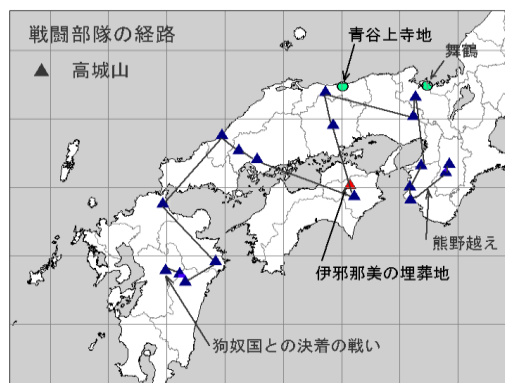 戦闘部隊の経路
▲ 高城山
青谷上寺地
舞鶴
熊野越え
伊邪那美の埋葬地
狗奴国との決着の戦い